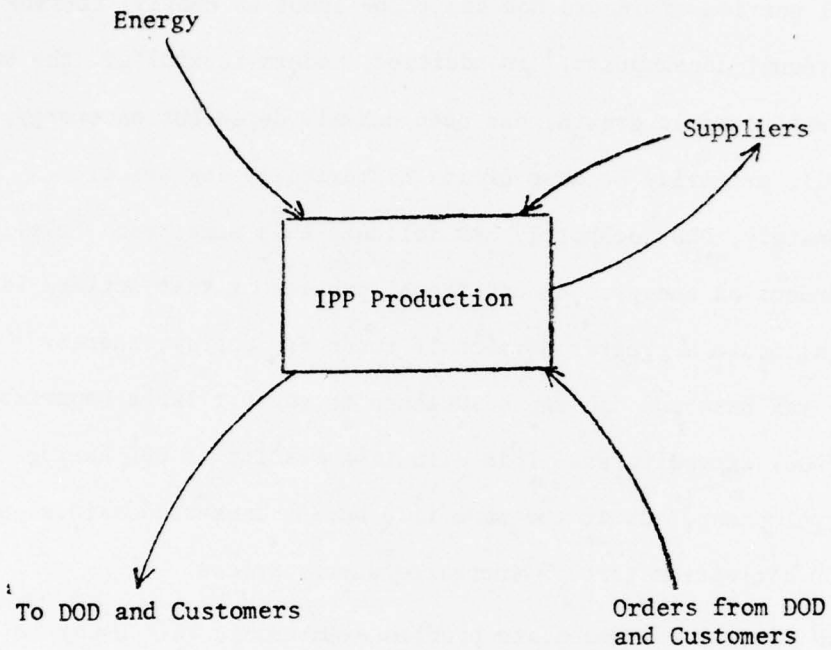 Energy
Suppliers
IPP Production
To DOD and Customers
Orders from DOD
and Customers